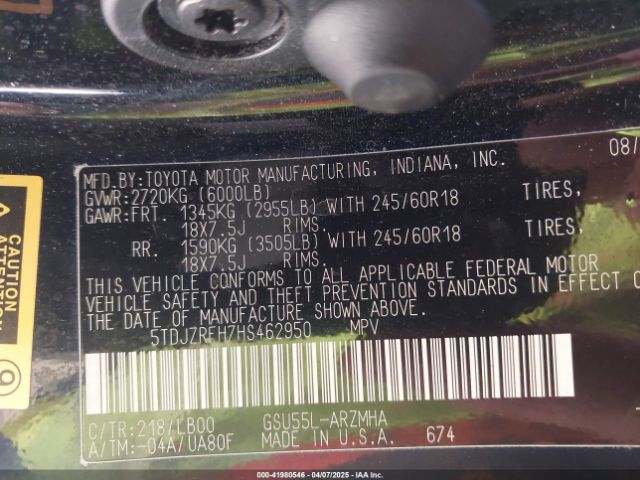 MFD.BY:TOYOTA MOTOR MANUFACTURING, INDIANA, INC. 08/
GVWR:2720KG (6000LB)
GAWR:FRT. 1345KG (2955LB) WITH 245/60R18 TIRES,
18X7.5J RIMS.
RR. 1590KG (3505LB) WITH 245/60R18 TIRES,
18X7.5J RIMS.
THIS VEHICLE CONFORMS TO ALL APPLICABLE FEDERAL MOTOR
VEHICLE SAFETY AND THEFT PREVENTION STANDARDS IN EFFECT
THE DATE OF MANUFACTURE SHOWN ABOVE.
5TDJZRFH7HS462950 MPV
C/TR:218/LB00 GSU55L-ARZMHA
A/TM:-04A/UA80F MADE IN U.S.A. 674
CAUTION
ATTENTION
000-41980546 - 04/07/2025 - IAA Inc.